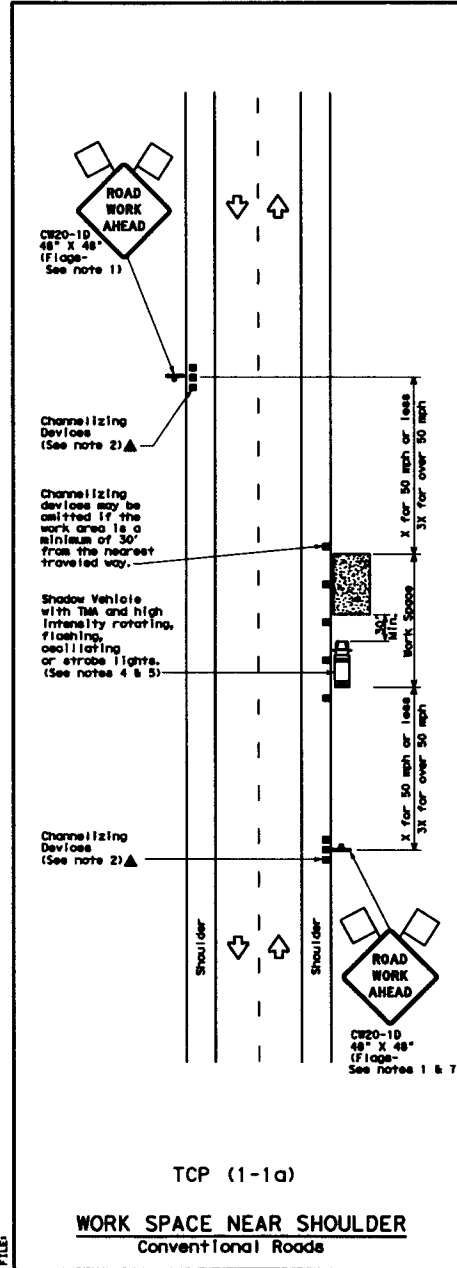 ROAD
WORK
AHEAD
CW20-1D
48" X 48"
(Flags-
See note 1)
Channelizing
Devices
(See note 2)▲
X for 50 mph or less
3X for over 50 mph
Channelizing
devices may be
omitted if the
work area is a
minimum of 30'
from the nearest
traveled way.
Shadow Vehicle
with TMA and high
intensity rotating,
flashing,
oscillating
or strobe lights.
(See notes 4 & 5)
30'
Min.
Work Space
X for 50 mph or less
3X for over 50 mph
Channelizing
Devices
(See note 2)▲
Shoulder
Shoulder
ROAD
WORK
AHEAD
CW20-1D
48" X 48"
(Flags-
See notes 1 & 7
TCP (1-1a)
WORK SPACE NEAR SHOULDER
Conventional Roads
FILE: